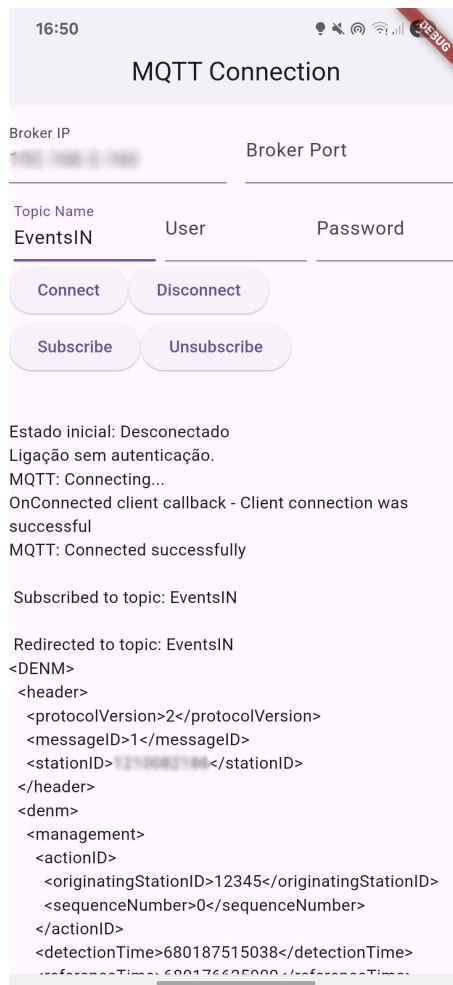 16:50
DEBUG
MQTT Connection
Broker IP
Broker Port
Topic Name
EventsIN
User
Password
Connect
Disconnect
Subscribe
Unsubscribe
Estado inicial: Desconectado
Ligação sem autenticação.
MQTT: Connecting...
OnConnected client callback - Client connection was
successful
MQTT: Connected successfully
Subscribed to topic: EventsIN
Redirected to topic: EventsIN
<DENM>
<header>
<protocolVersion>2</protocolVersion>
<messageID>1</messageID>
<stationID></stationID>
</header>
<denm>
<management>
<actionID>
<originatingStationID>12345</originatingStationID>
<sequenceNumber>0</sequenceNumber>
</actionID>
<detectionTime>680187515038</detectionTime>